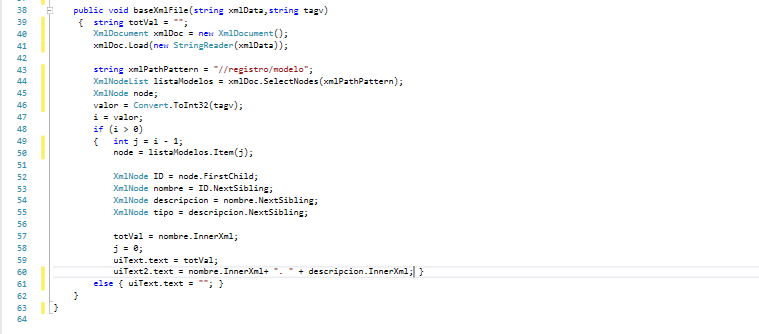 38 public void baseXmlFile(string xmlData,string tagv)
39 { string totVal = "";
40 XmlDocument xmlDoc = new XmlDocument();
41 xmlDoc.Load(new StringReader(xmlData));
42
43 string xmlPathPattern = "//registro/modelo";
44 XmlNodeList listaModelos = xmlDoc.SelectNodes(xmlPathPattern);
45 XmlNode node;
46 valor = Convert.ToInt32(tagv);
47 i = valor;
48 if (i > 0)
49 { int j = i - 1;
50 node = listaModelos.Item(j);
51
52 XmlNode ID = node.FirstChild;
53 XmlNode nombre = ID.NextSibling;
54 XmlNode descripcion = nombre.NextSibling;
55 XmlNode tipo = descripcion.NextSibling;
56
57 totVal = nombre.InnerXml;
58 j = 0;
59 uiText.text = totVal;
60 uiText2.text = nombre.InnerXml+ ". " + descripcion.InnerXml; }
61 else { uiText.text = ""; }
62 }
63 }
64